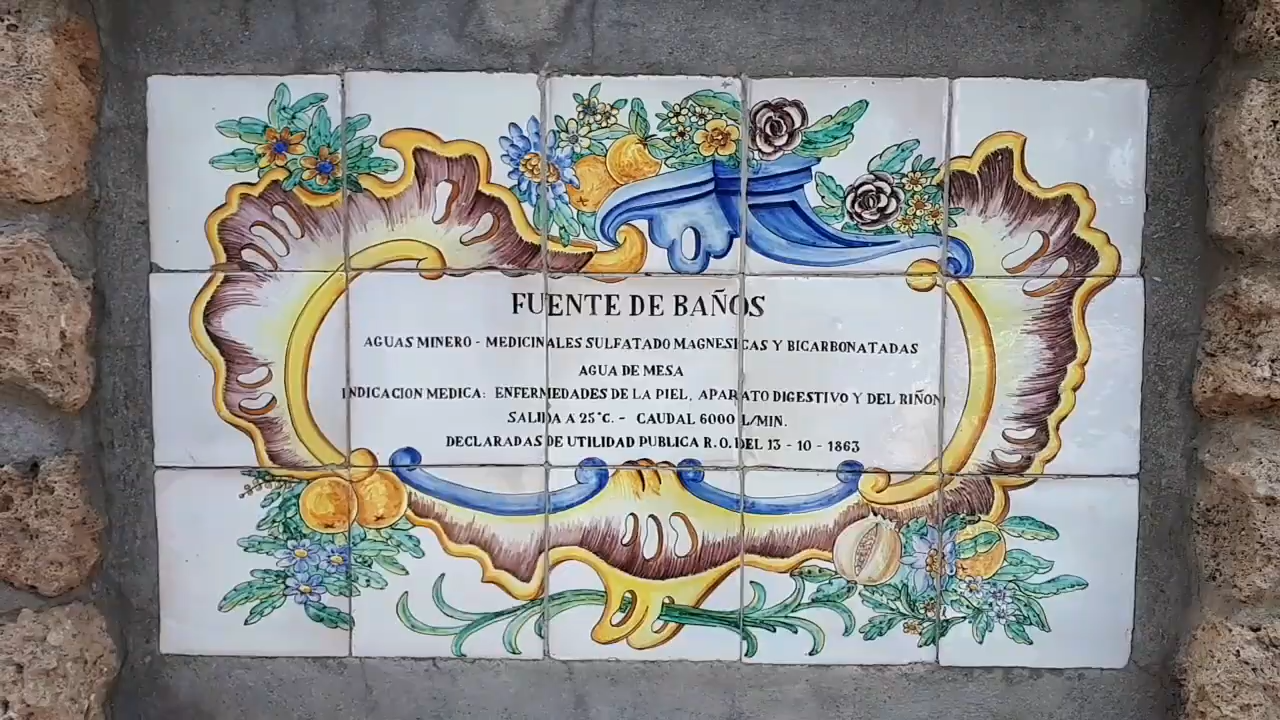 FUENTE DE BAÑOS
AGUAS MINERO - MEDICINALES SULFATADO MAGNESICAS Y BICARBONATADAS
AGUA DE MESA
INDICACION MEDICA: ENFERMEDADES DE LA PIEL, APARATO DIGESTIVO Y DEL RIÑON
SALIDA A 25°C. - CAUDAL 6000 L/MIN.
DECLARADAS DE UTILIDAD PUBLICA R.O. DEL 13 - 10 - 1863